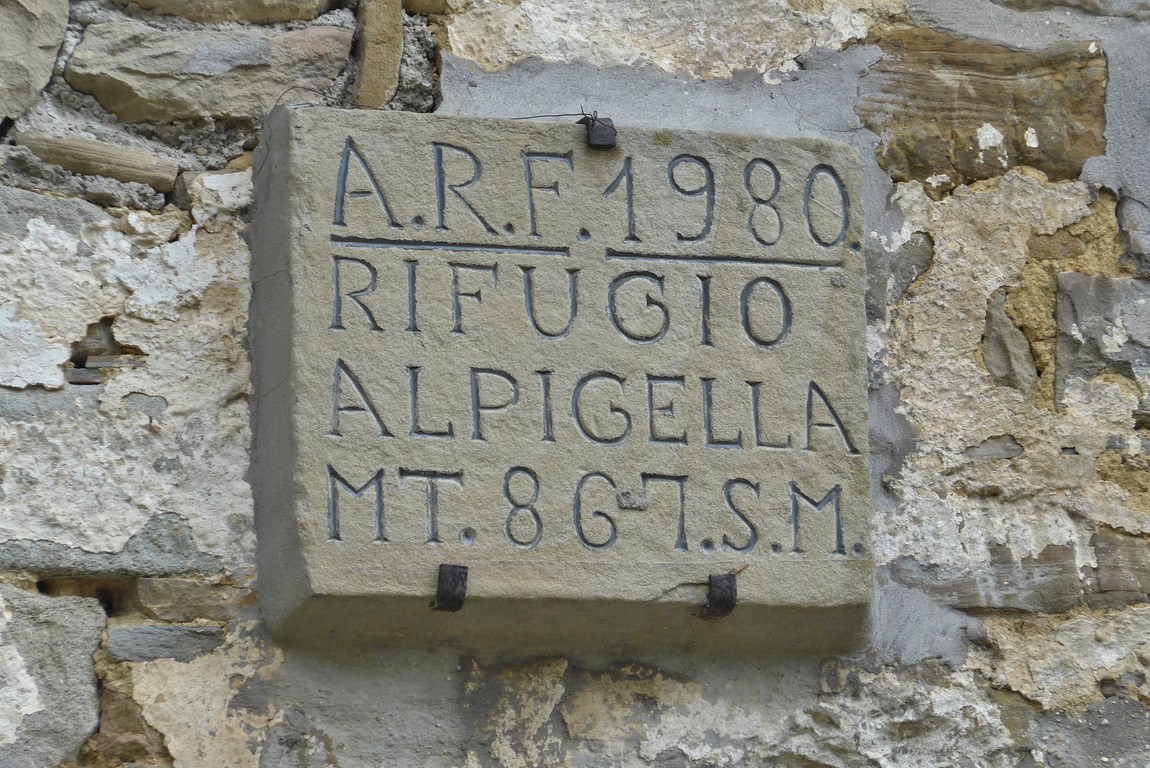 A.R.F. 1980.
RIFUGIO
ALPIGELLA
MT. 867. S.M.